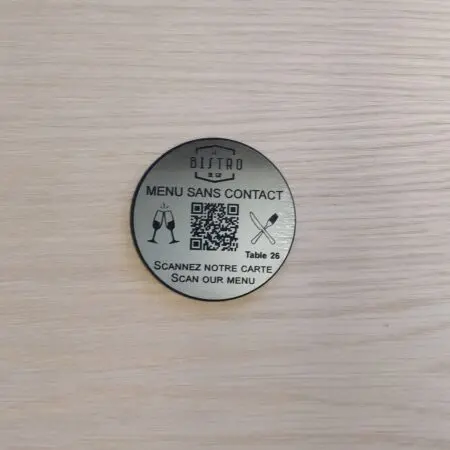 BISTRO
MENU SANS CONTACT
Table 26
SCANNEZ NOTRE CARTE
SCAN OUR MENU